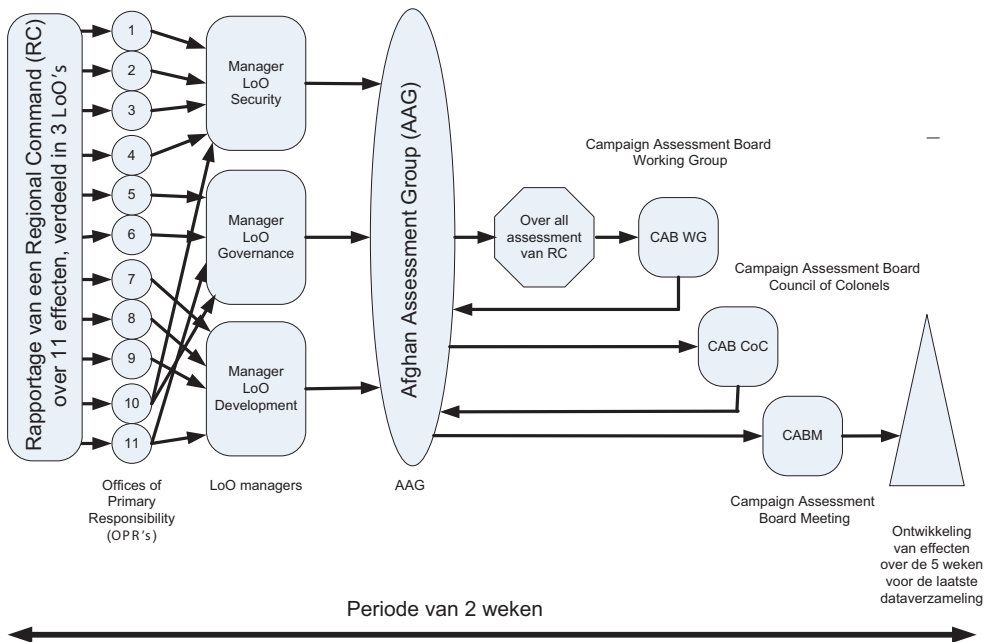 Rapportage van een Regional Command (RC)
over 11 effecten, verdeeld in 3 LoO's
1
2
3
4
5
6
7
8
9
10
11
Offices of
Primary
Responsibility
(OPR's)
Manager
LoO
Security
Manager
LoO
Governance
Manager
LoO
Development
LoO managers
Afghan Assessment Group (AAG)
AAG
Over all
assessment
van RC
Campaign Assessment Board
Working Group
CAB WG
Campaign Assessment Board
Council of Colonels
CAB CoC
CABM
Campaign Assessment
Board Meeting
Ontwikkeling
van effecten
over de 5 weken
voor de laatste
dataverzameling
Periode van 2 weken